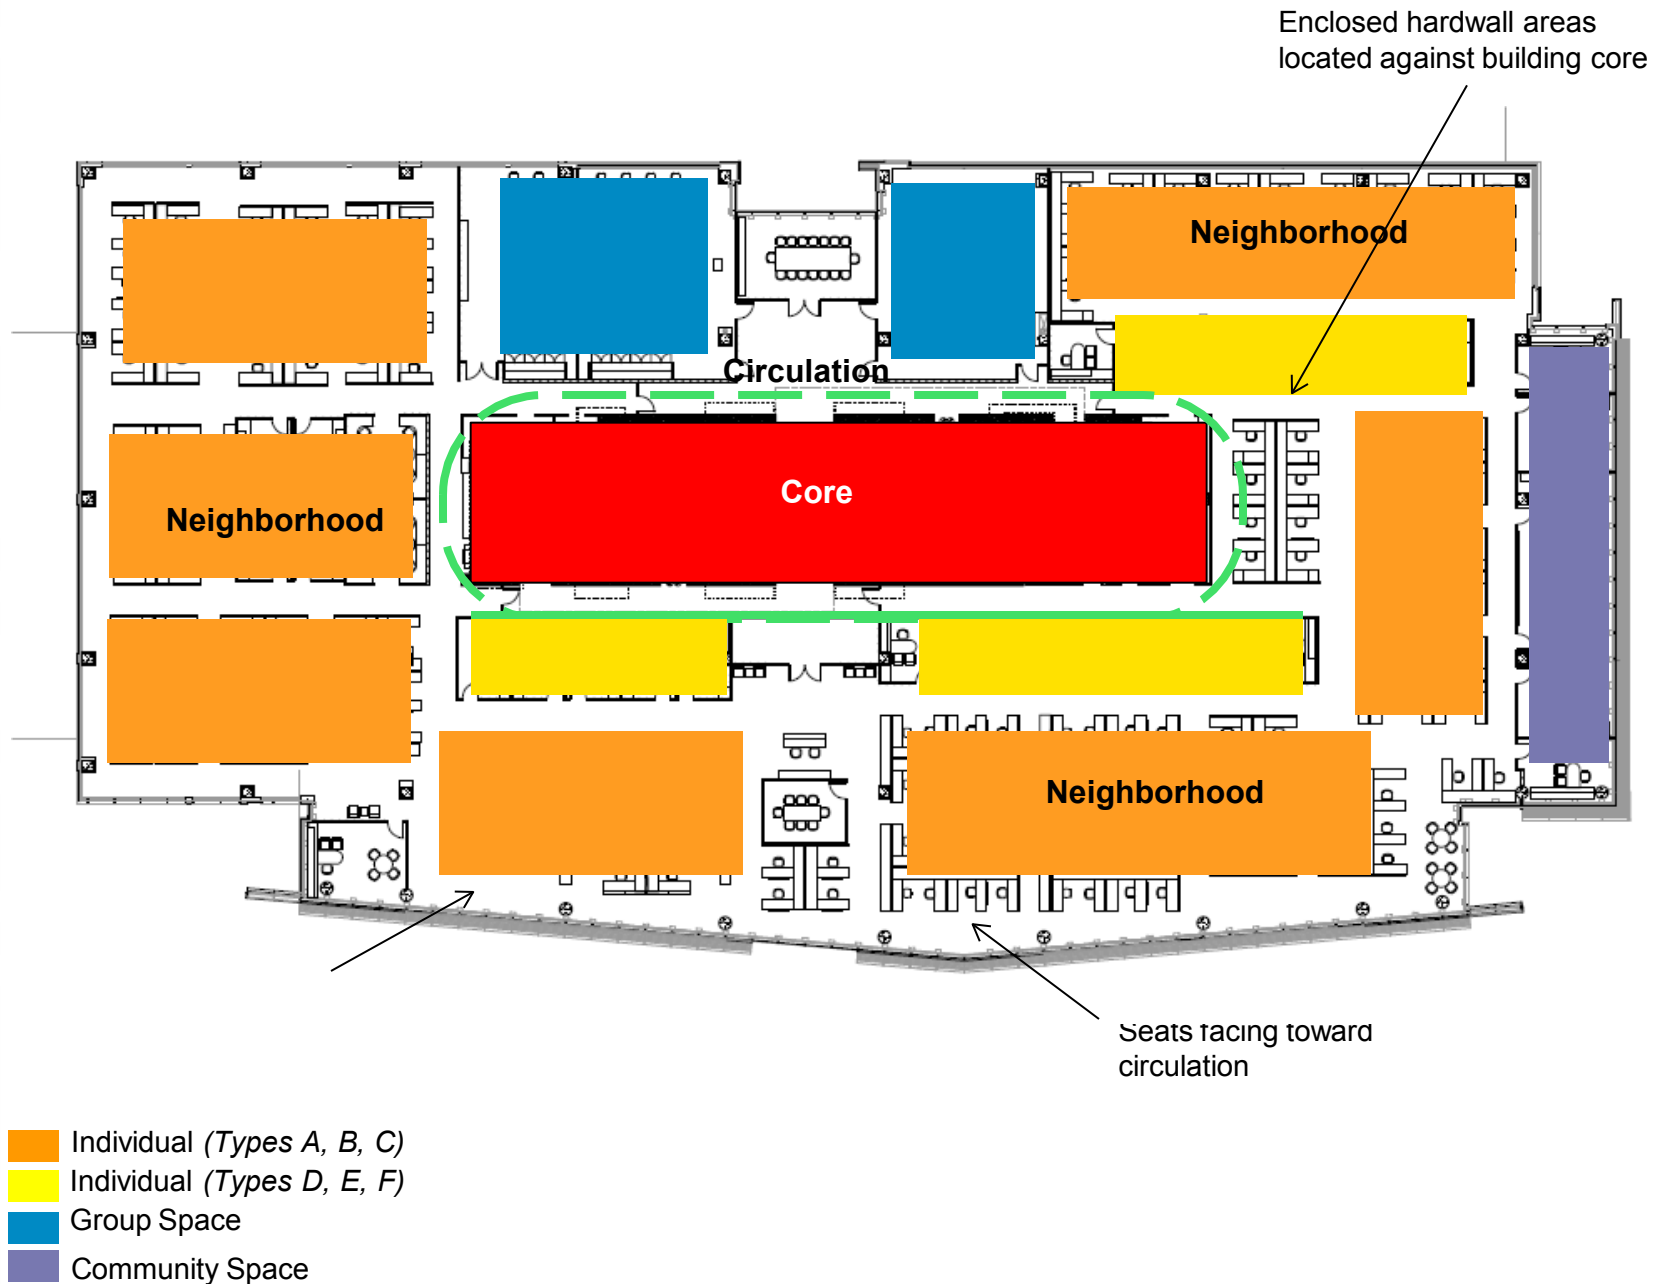 Enclosed hardwall areas
located against building core
Neighborhood
Circulation
Core
Neighborhood
Neighborhood
Seats facing toward
circulation
Individual (Types A, B, C)
Individual (Types D, E, F)
Group Space
Community Space